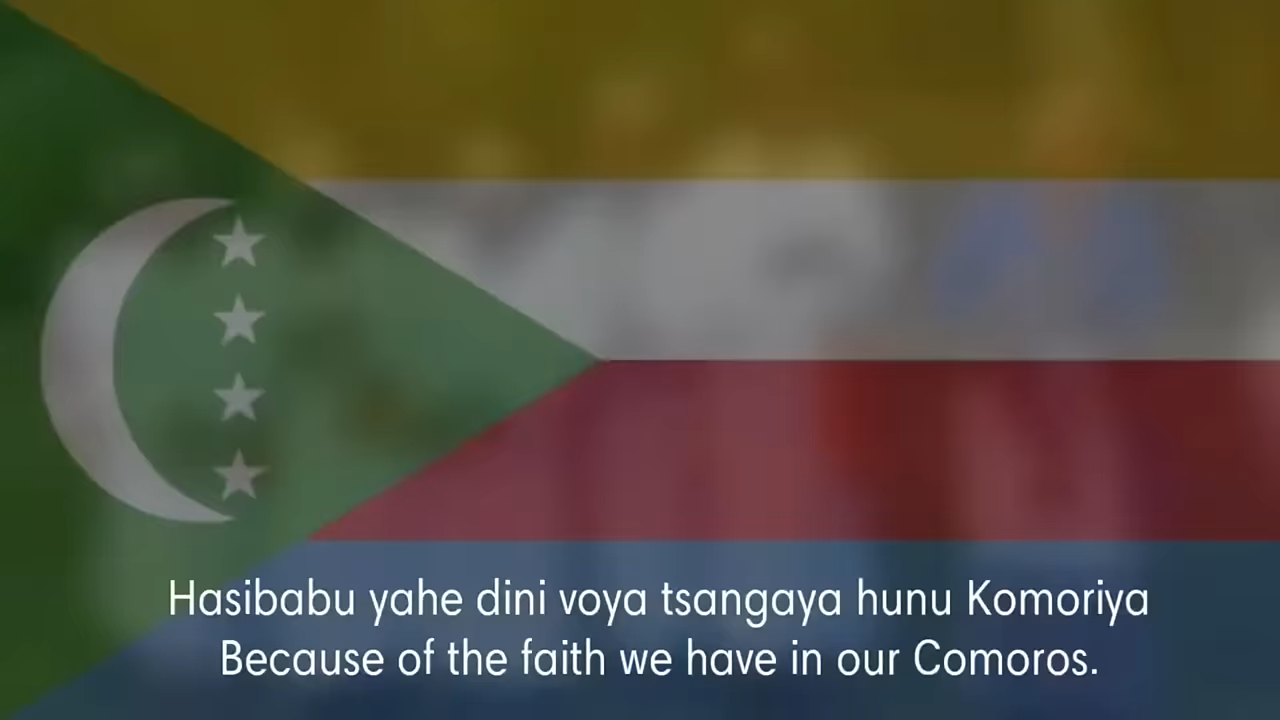 Hasibabu yahe dini voya tsangaya hunu Komoriya
Because of the faith we have in our Comoros.